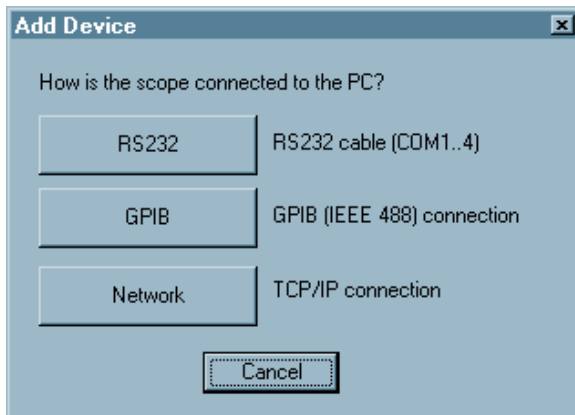 Add Device
How is the scope connected to the PC?
RS232 RS232 cable (COM1..4)
GPIB GPIB (IEEE 488) connection
Network TCP/IP connection
Cancel